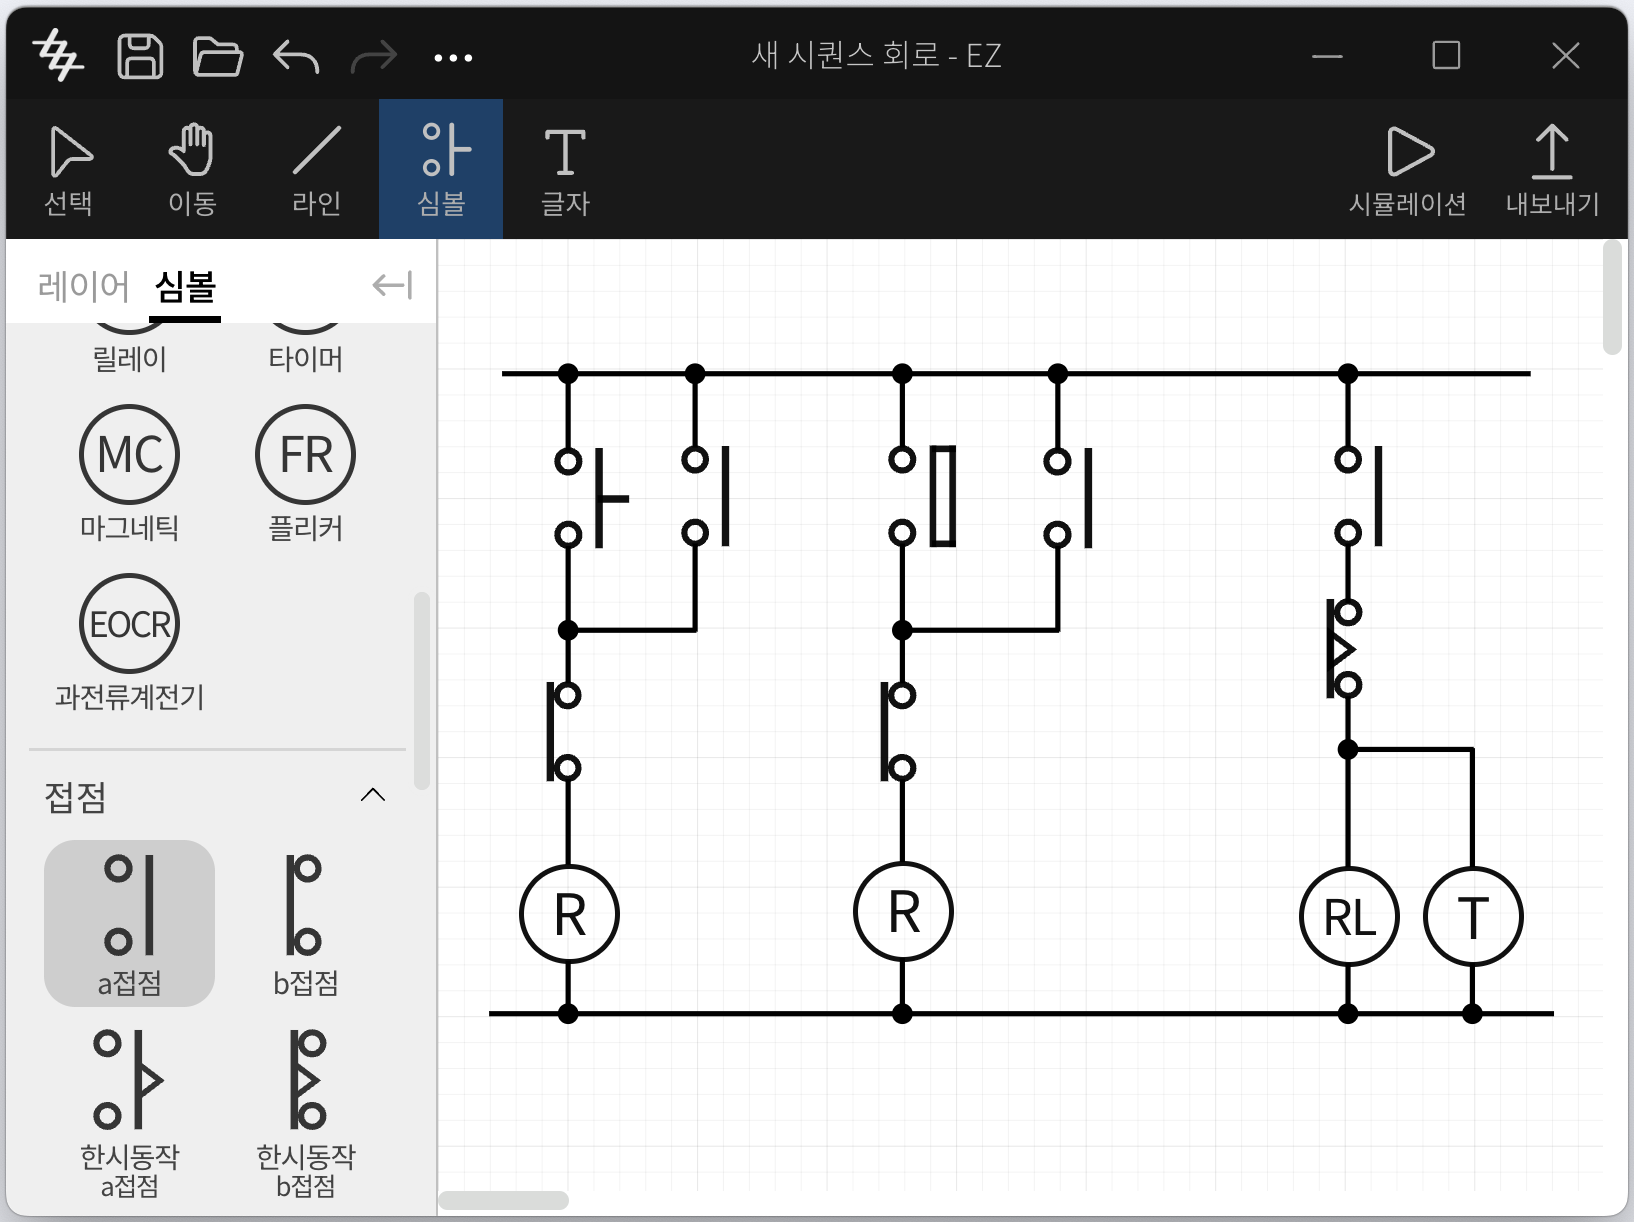 새 시퀀스 회로 - EZ
선택
이동
라인
심볼
글자
시뮬레이션
내보내기
레이어
심볼
릴레이
타이머
MC
FR
마그네틱
플리커
EOCR
과전류계전기
접점
a접점
b접점
한시동작
a접점
한시동작
b접점
R
R
RL
T